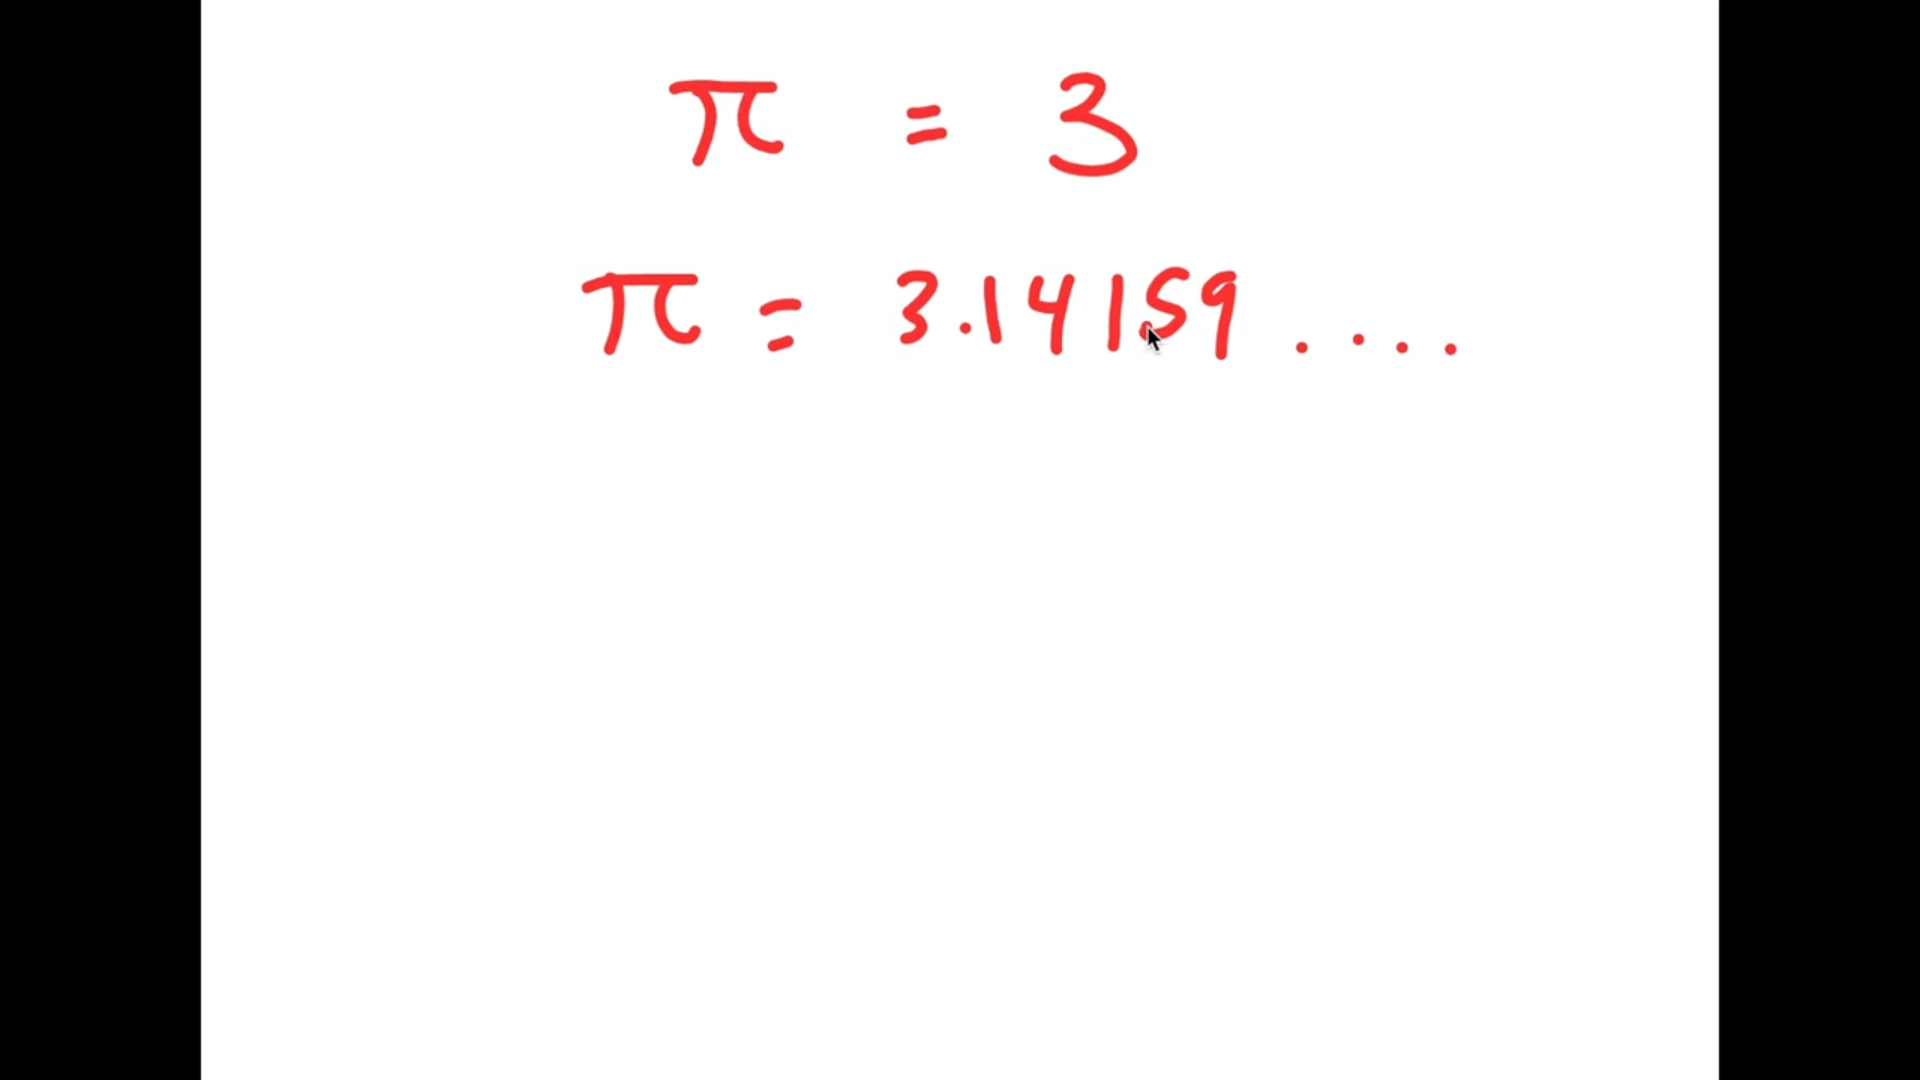 π = 3
π = 3.14159 ....